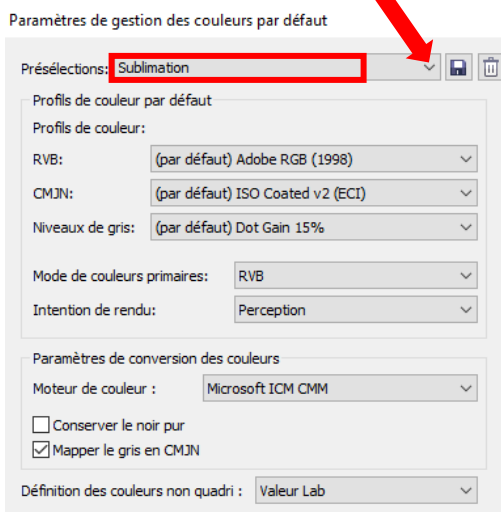 Paramètres de gestion des couleurs par défaut
Présélections: Sublimation
Profils de couleur par défaut
Profils de couleur:
RVB: (par défaut) Adobe RGB (1998)
CMJN: (par défaut) ISO Coated v2 (ECI)
Niveaux de gris: (par défaut) Dot Gain 15%
Mode de couleurs primaires: RVB
Intention de rendu: Perception
Paramètres de conversion des couleurs
Moteur de couleur : Microsoft ICM CMM
Conserver le noir pur
Mapper le gris en CMJN
Définition des couleurs non quadri : Valeur Lab